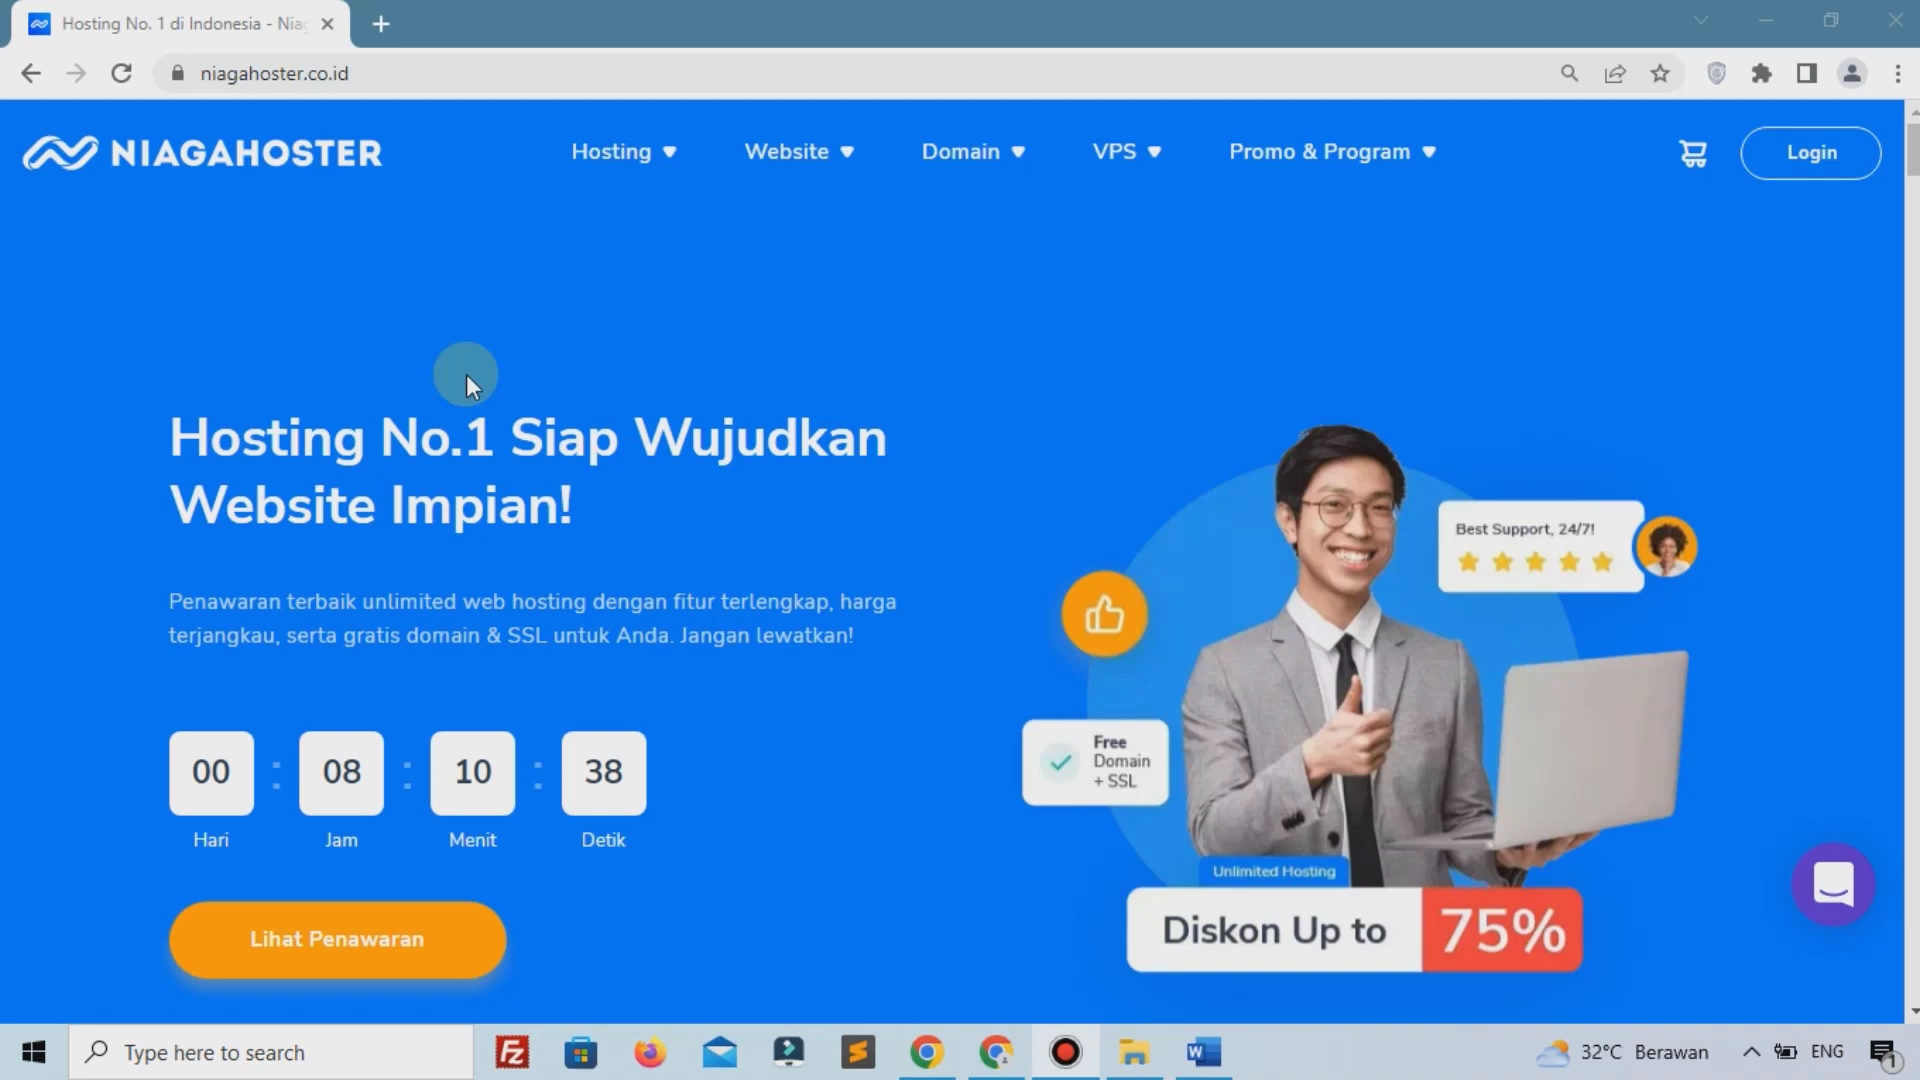 Hosting No. 1 di Indonesia - Niag
niagahoster.co.id
NIAGAHOSTER
Hosting
Website
Domain
VPS
Promo & Program
Login
Hosting No.1 Siap Wujudkan
Website Impian!
Penawaran terbaik unlimited web hosting dengan fitur terlengkap, harga
terjangkau, serta gratis domain & SSL untuk Anda. Jangan lewatkan!
00 : 08 : 10 : 38
Hari Jam Menit Detik
Lihat Penawaran
Best Support, 24/7!
Free
Domain
+ SSL
Unlimited Hosting
Diskon Up to 75%
Type here to search
Fz
S
W
32°C Berawan
ENG
1